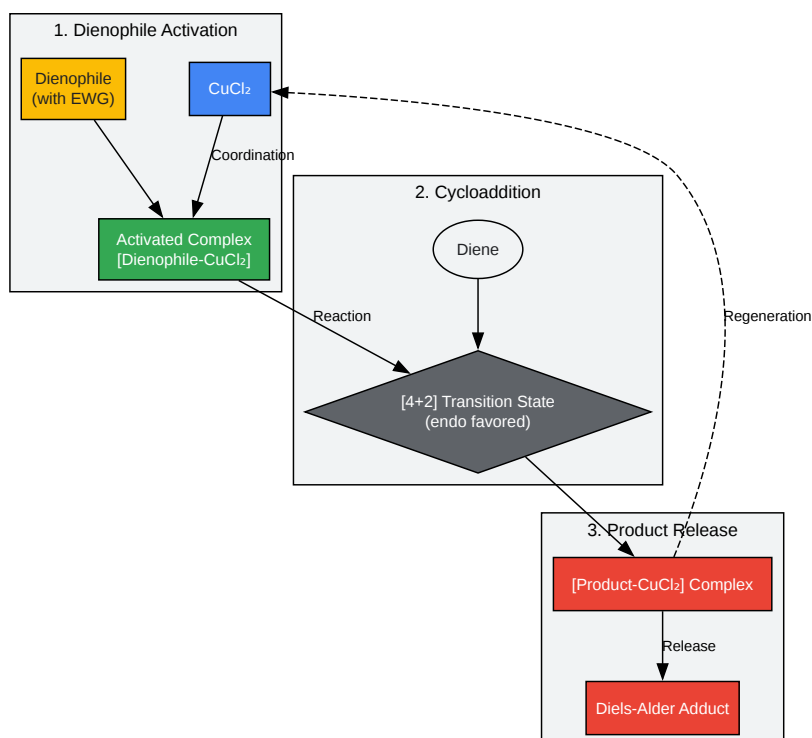 1. Dienophile Activation
Dienophile
(with EWG)
CuCl₂
Coordination
Activated Complex
[Dienophile-CuCl₂]
2. Cycloaddition
Diene
Reaction
Regeneration
[4+2] Transition State
(endo favored)
3. Product Release
[Product-CuCl₂] Complex
Release
Diels-Alder Adduct